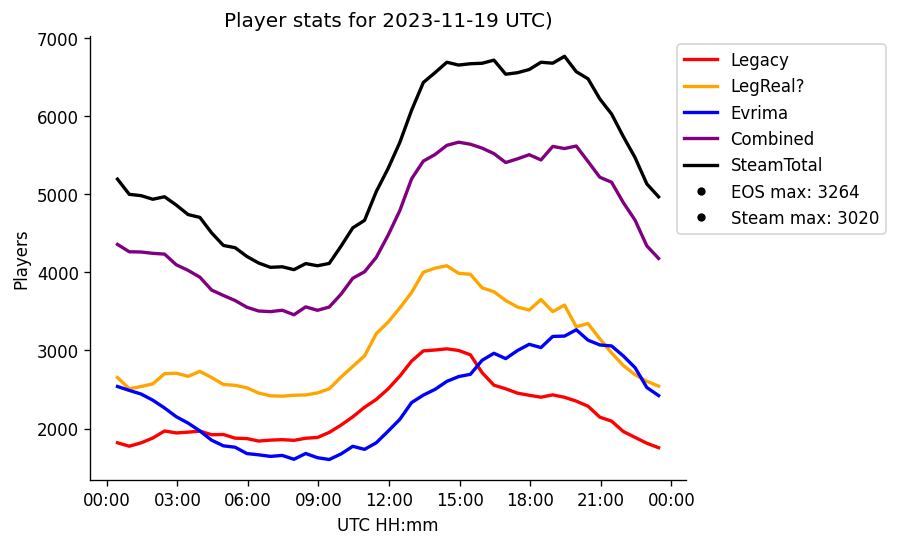 Player stats for 2023-11-19 UTC)
7000
6000
5000
4000
3000
2000
Players
00:00 03:00 06:00 09:00 12:00 15:00 18:00 21:00 00:00
UTC HH:mm
Legacy
LegReal?
Evrima
Combined
SteamTotal
EOS max: 3264
Steam max: 3020